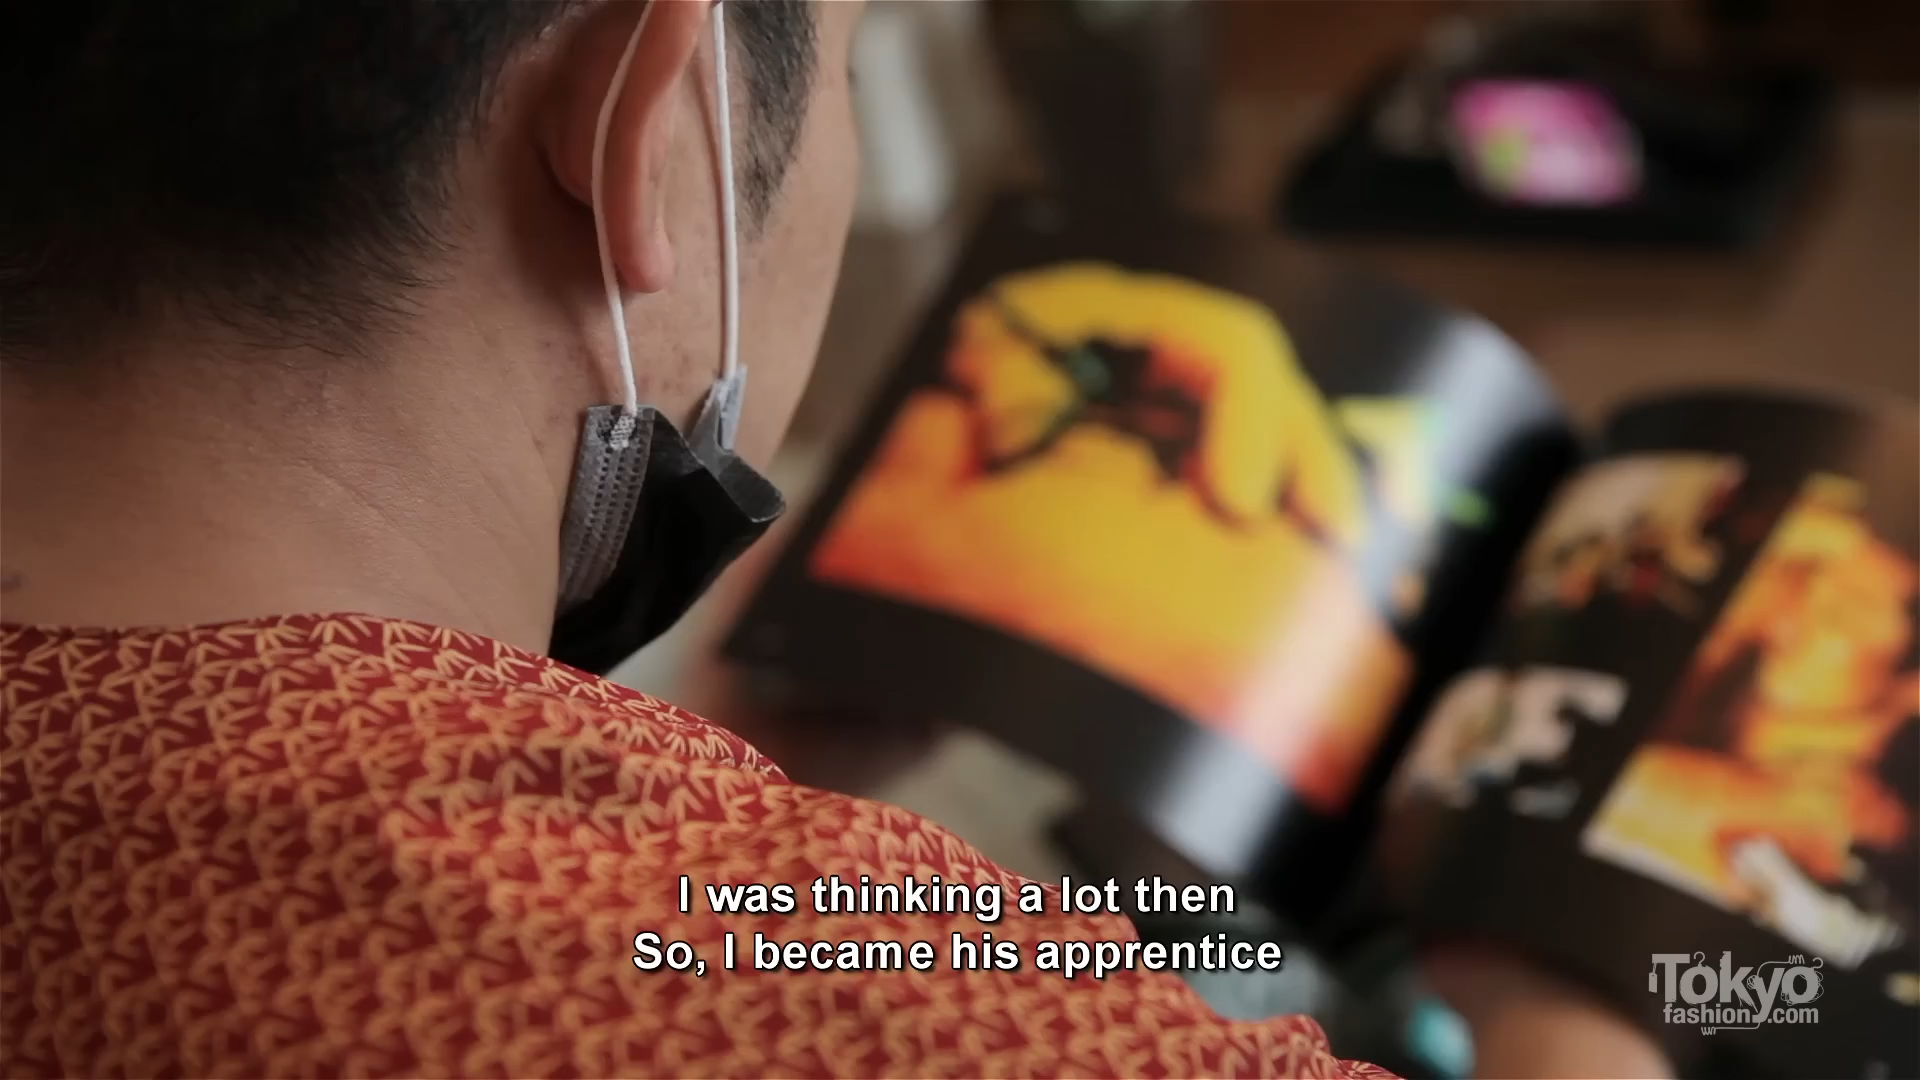 I was thinking a lot then
So, I became his apprentice
Tokyo
fashion.com